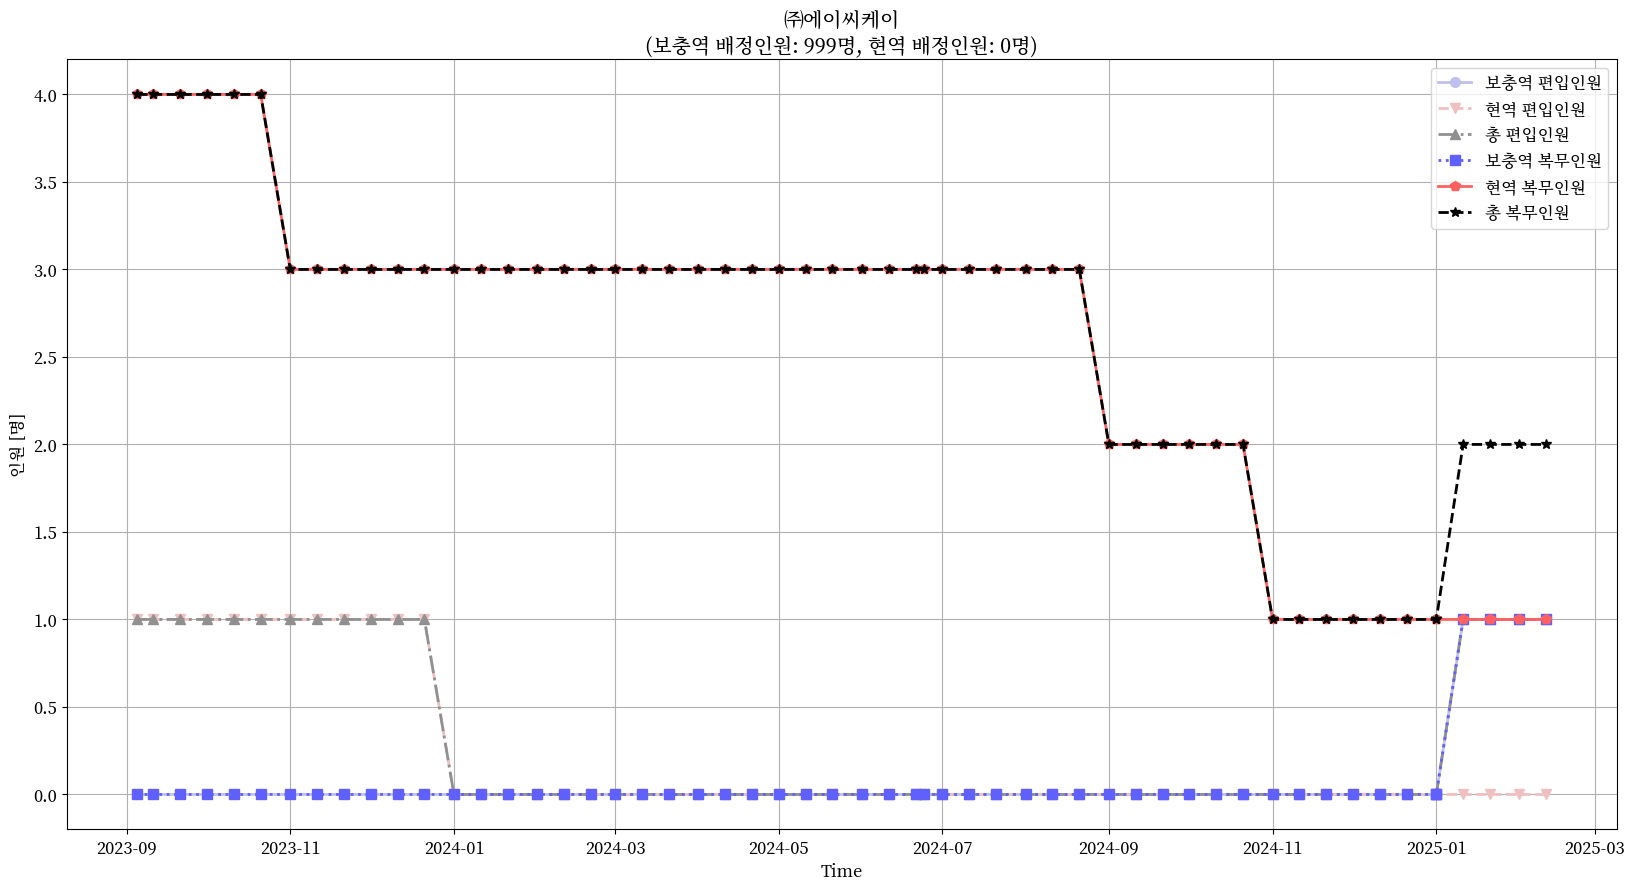 ㈜에이씨케이
(보충역 배정인원: 999명, 현역 배정인원: 0명)
보충역 편입인원
현역 편입인원
총 편입인원
보충역 복무인원
현역 복무인원
총 복무인원
인원 [명]
4.0
3.5
3.0
2.5
2.0
1.5
1.0
0.5
0.0
2023-09
2023-11
2024-01
2024-03
2024-05
2024-07
2024-09
2024-11
2025-01
2025-03
Time